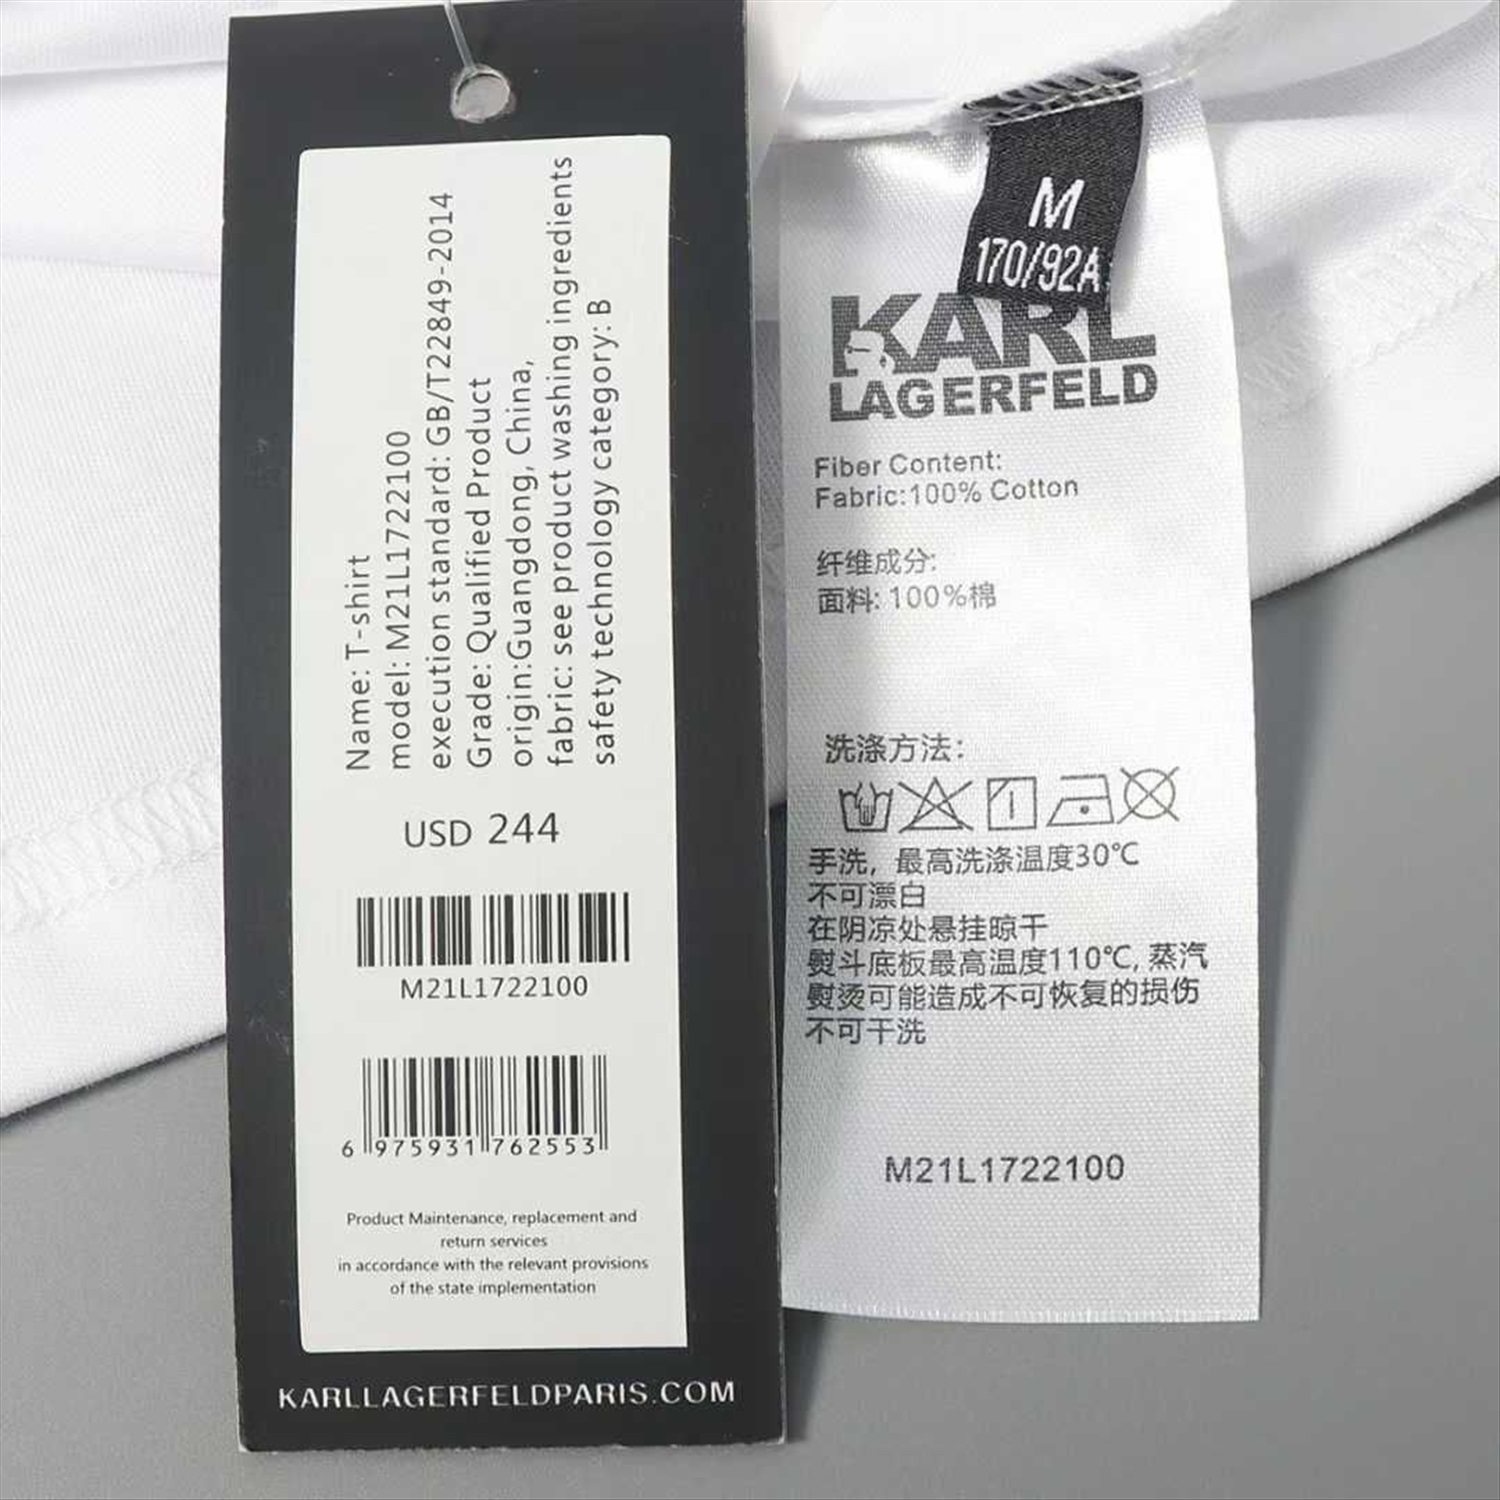 Name: T-shirt
model: M21L1722100
execution standard: GB/T22849-2014
Grade: Qualified Product
origin:Guangdong, China,
fabric: see product washing ingredients
safety technology category: B
USD 244
M21L1722100
6 975931 762553
Product Maintenance, replacement and
return services
in accordance with the relevant provisions
of the state implementation
KARLLAGERFELDPARIS.COM
M
170/92A
KARL
LAGERFELD
Fiber Content:
Fabric:100% Cotton
纤维成分:
面料: 100%棉
洗涤方法:
手洗, 最高洗涤温度30℃
不可漂白
在阴凉处悬挂晾干
熨斗底板最高温度110℃, 蒸汽
熨烫可能造成不可恢复的损伤
不可干洗
M21L1722100